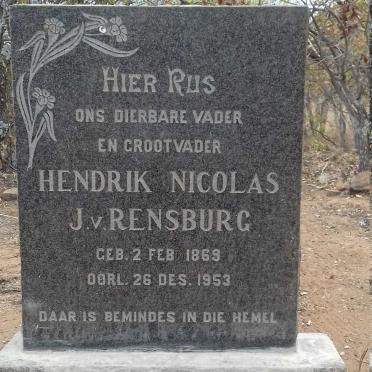 HIER RUS
ONS DIERBARE VADER
EN GROOTVADER
HENDRIK NICOLAS
J.v.RENSBURG
GEB. 2 FEB 1869
OORL. 26 DES. 1953
DAAR IS BEMINDES IN DIE HEMEL